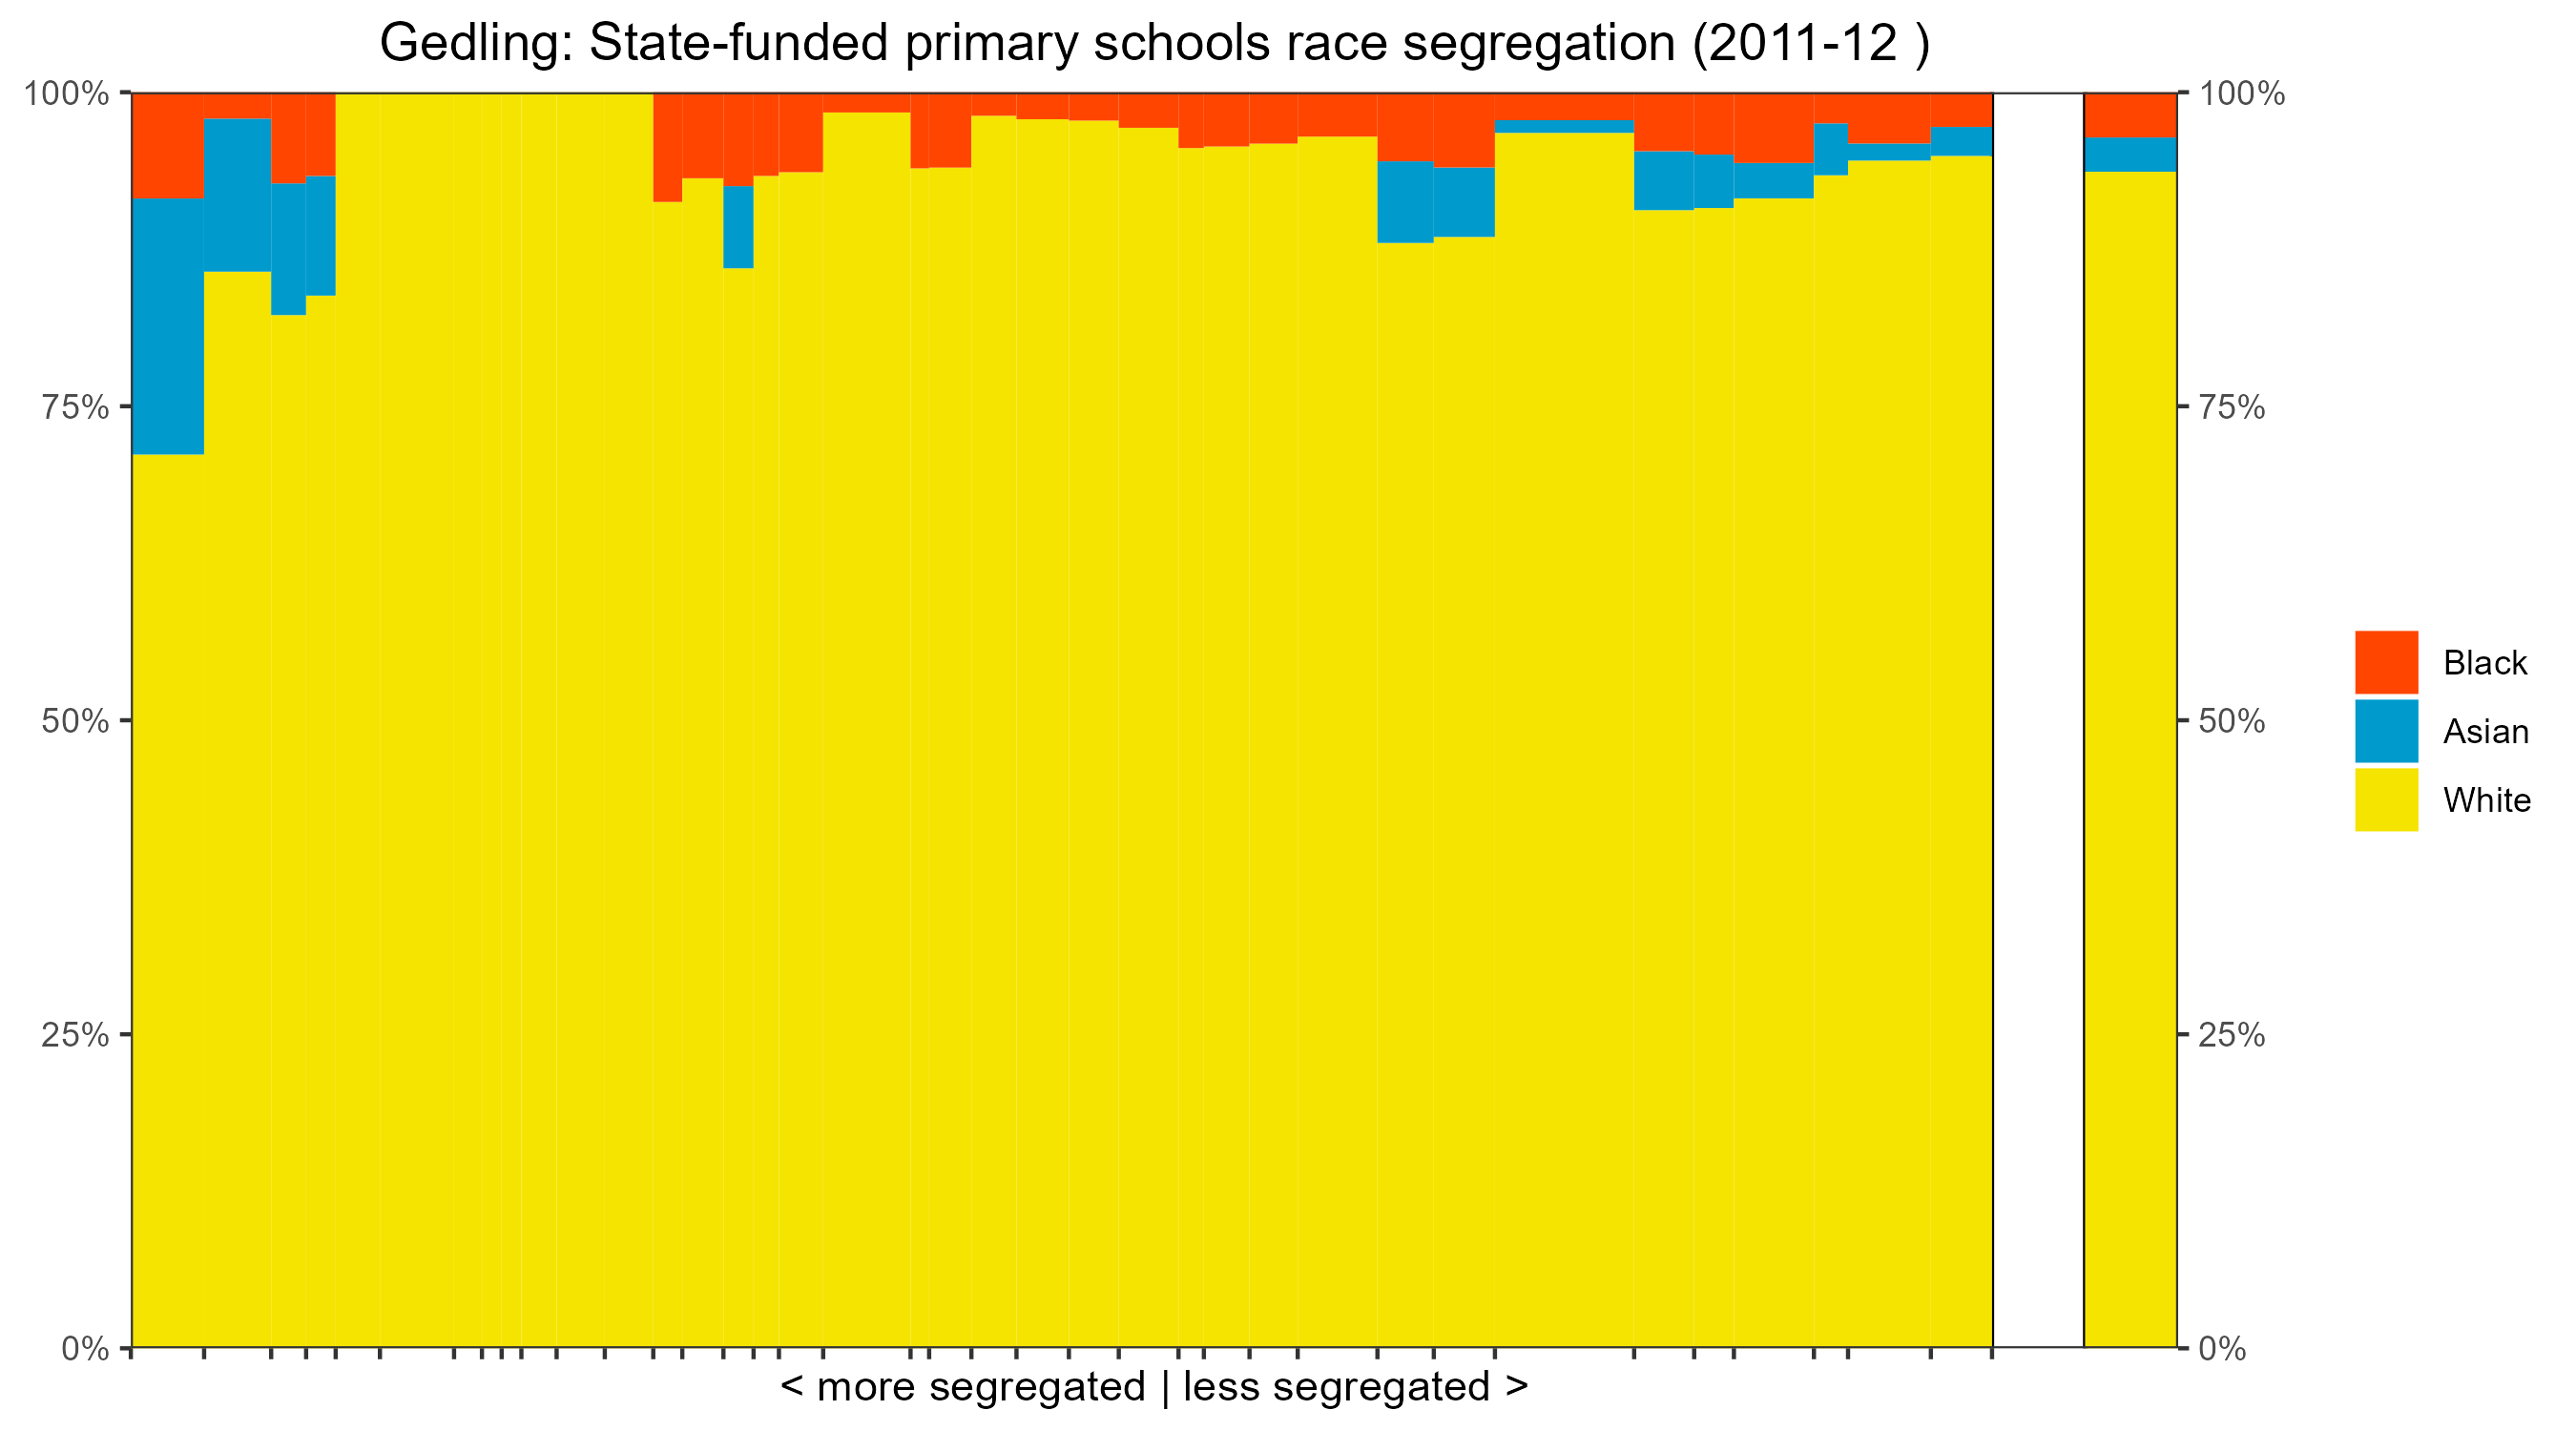 Gedling: State-funded primary schools race segregation (2011-12 )
100%
75%
50%
25%
0%
100%
75%
50%
25%
0%
Black
Asian
White
< more segregated | less segregated >